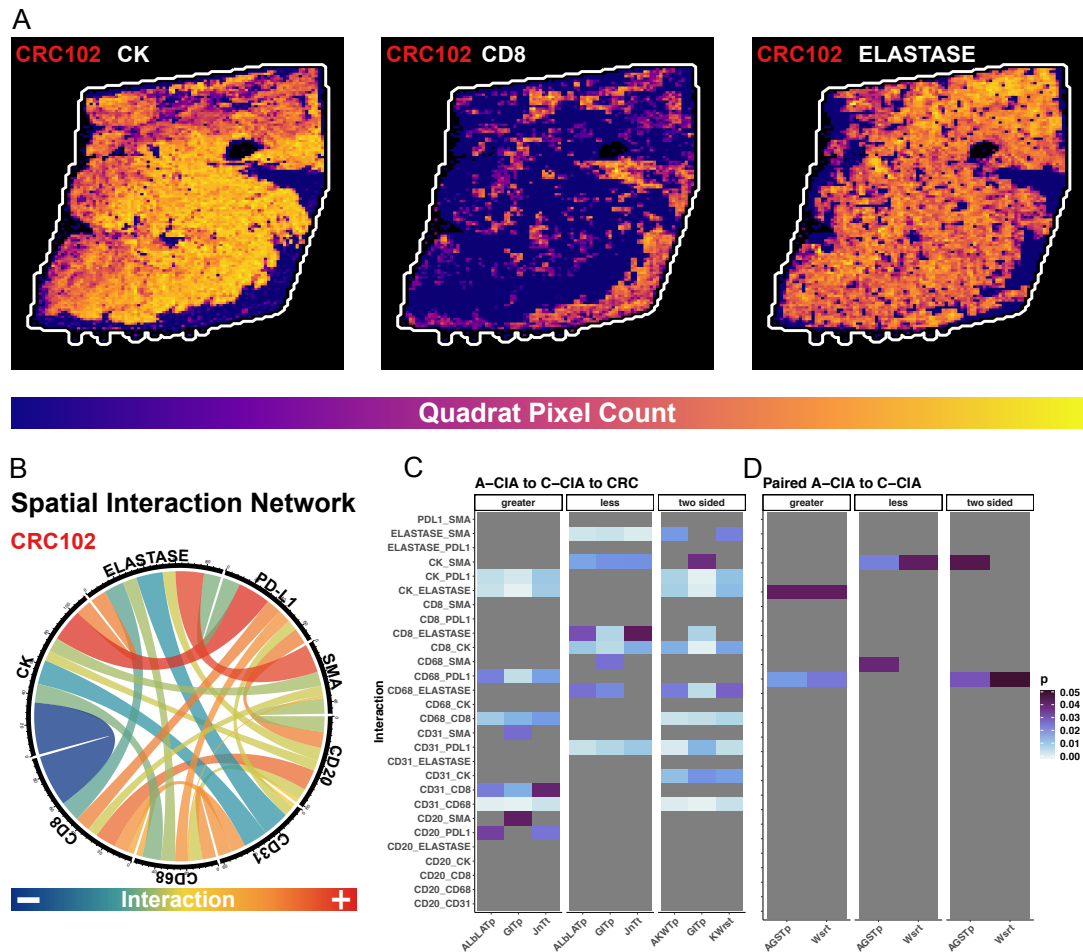 A
CRC102 CK
CRC102 CD8
CRC102 ELASTASE
Quadrat Pixel Count
B
Spatial Interaction Network
CRC102
ELASTASE
PD-L1
SMA
CD20
CD31
CD68
CD8
CK
Interaction
C
A–CIA to C–CIA to CRC
greater
less
two sided
Interaction
PDL1_SMA
ELASTASE_SMA
ELASTASE_PDL1
CK_SMA
CK_PDL1
CK_ELASTASE
CD8_SMA
CD8_PDL1
CD8_ELASTASE
CD8_CK
CD68_SMA
CD68_PDL1
CD68_ELASTASE
CD68_CK
CD68_CD8
CD31_SMA
CD31_PDL1
CD31_ELASTASE
CD31_CK
CD31_CD8
CD31_CD68
CD20_SMA
CD20_PDL1
CD20_ELASTASE
CD20_CK
CD20_CD8
CD20_CD68
CD20_CD31
ALbLATp
GlTp
JnTt
ALbLATp
GlTp
JnTt
AKWTp
GlTp
KWrst
D
Paired A–CIA to C–CIA
greater
less
two sided
AGSTp
Wsrt
AGSTp
Wsrt
AGSTp
Wsrt
p
0.05
0.04
0.03
0.02
0.01
0.00